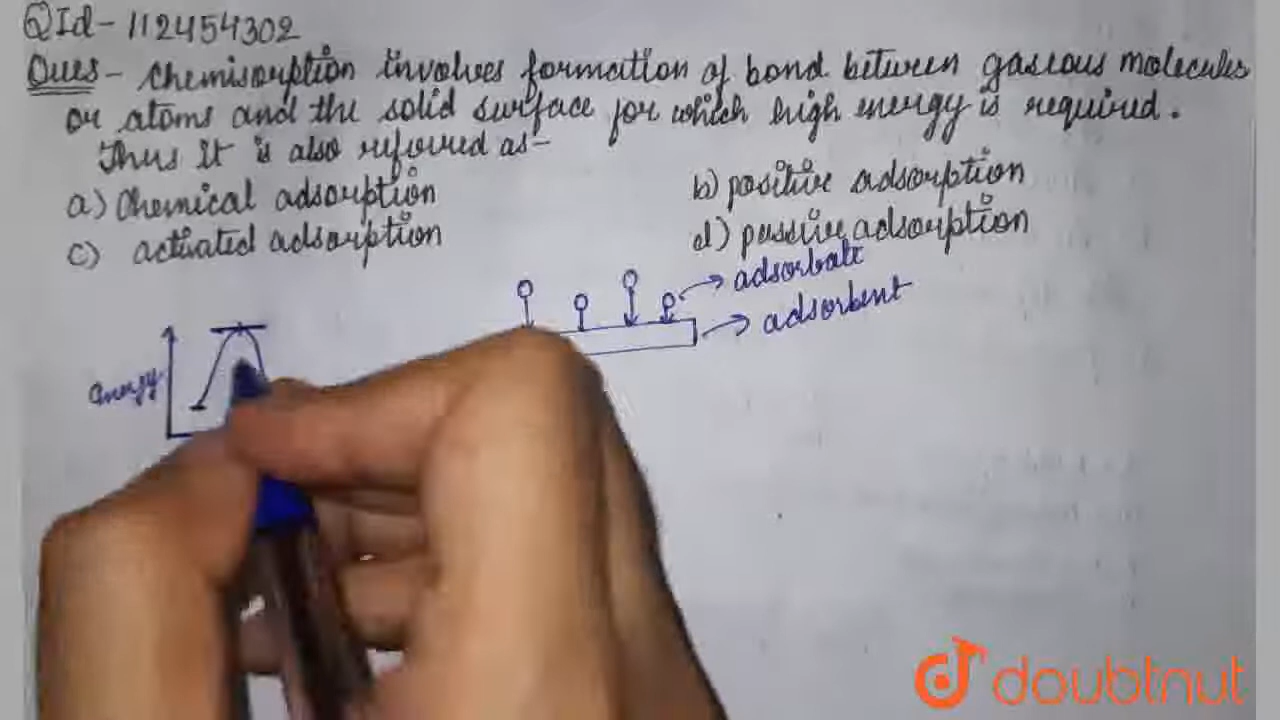 QId - 112454302
Ques - Chemisorption involves formation of bond between gaseous molecules
or atoms and the solid surface for which high energy is required.
Thus it is also referred as-
a) Chemical adsorption
b) positive adsorption
c) activated adsorption
d) passive adsorption
adsorbate
adsorbent
Energy
doubtnut